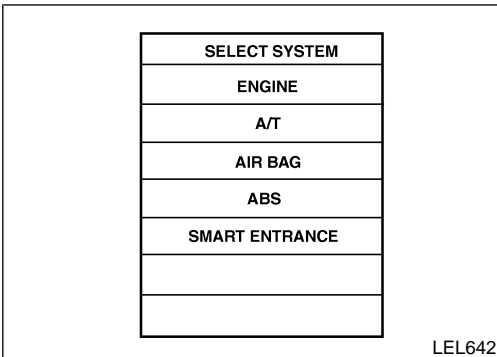 SELECT SYSTEM
ENGINE
A/T
AIR BAG
ABS
SMART ENTRANCE
LEL642